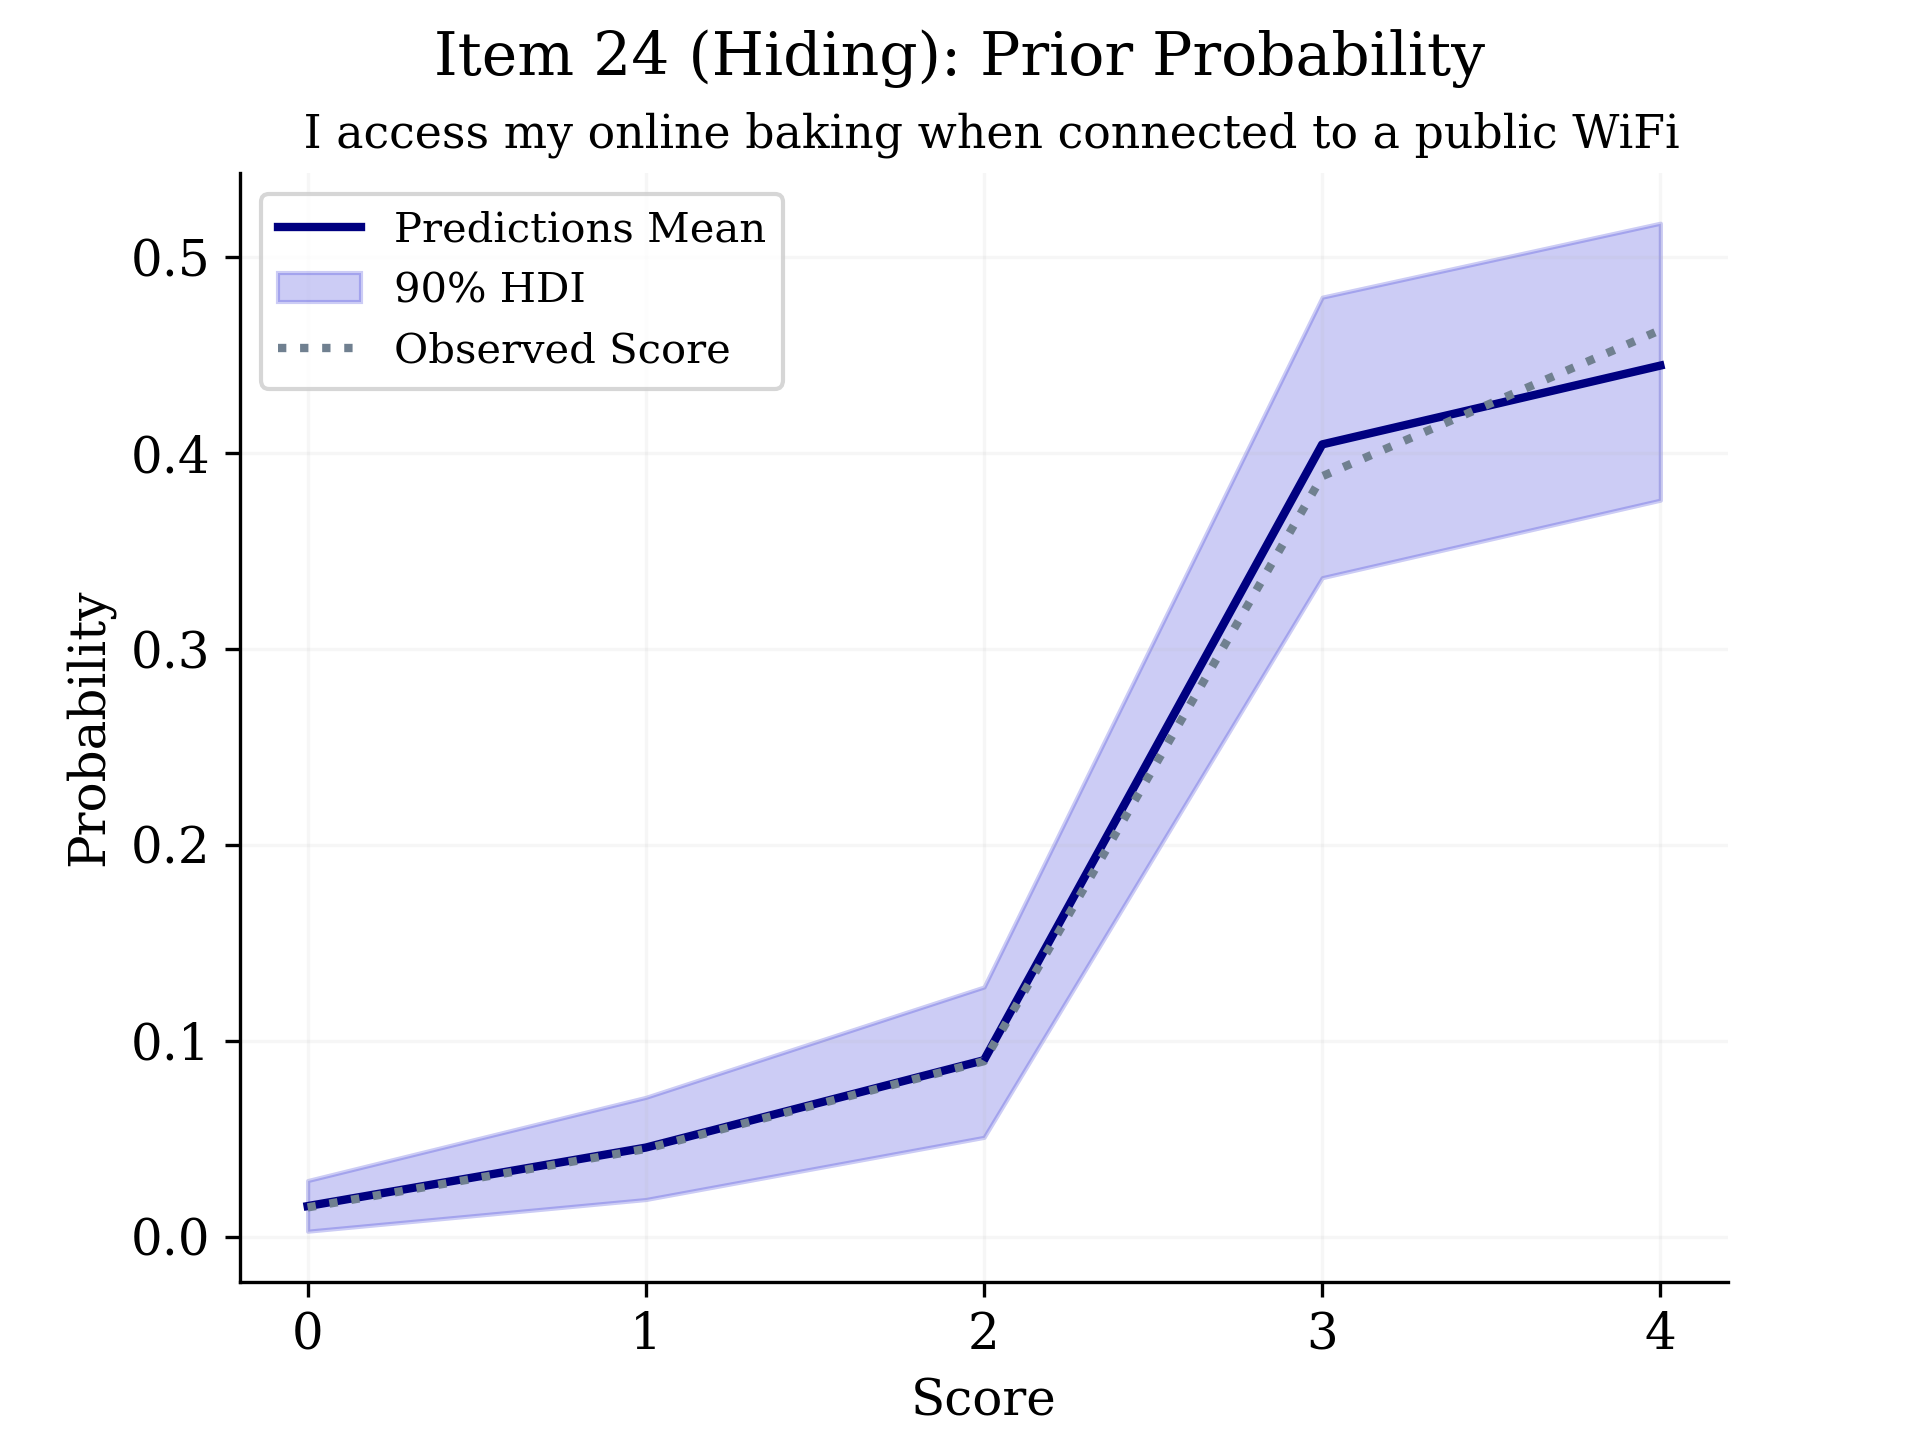 Item 24 (Hiding): Prior Probability
I access my online baking when connected to a public WiFi
Predictions Mean
90% HDI
Observed Score
0.5
0.4
0.3
0.2
0.1
0.0
Probability
0 1 2 3 4
Score